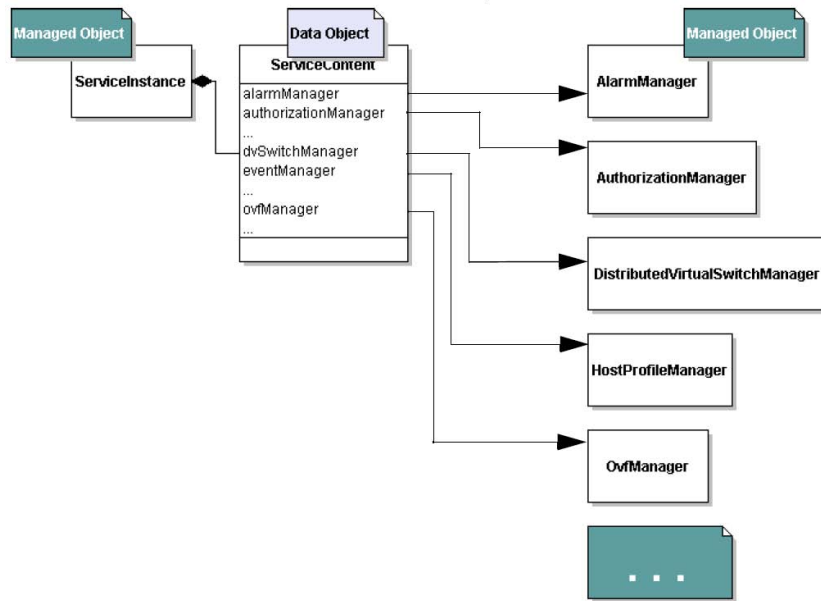 Managed Object
ServiceInstance
Data Object
ServiceContent
alarmManager
authorizationManager
...
dvSwitchManager
eventManager
...
ovfManager
...
Managed Object
AlarmManager
AuthorizationManager
DistributedVirtualSwitchManager
HostProfileManager
OvfManager
...